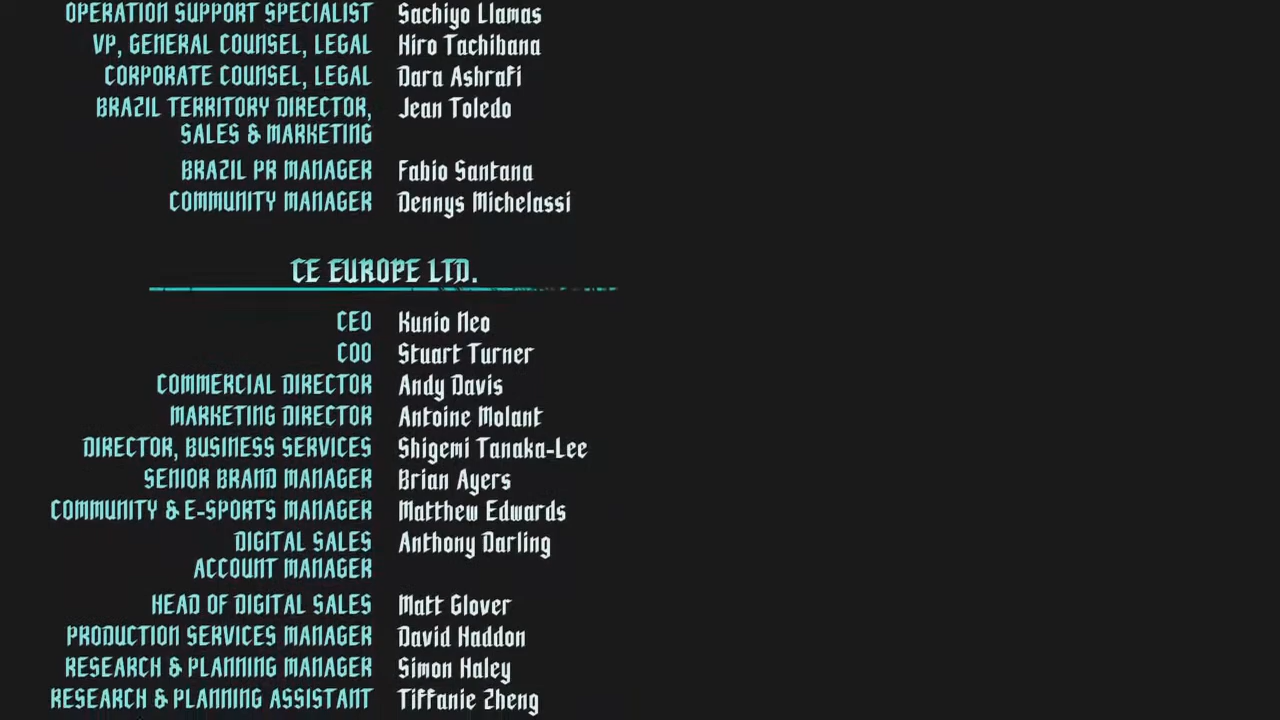 OPERATION SUPPORT SPECIALIST Sachiyo Llamas
VP, GENERAL COUNSEL, LEGAL Hiro Tachibana
CORPORATE COUNSEL, LEGAL Dara Ashrafi
BRAZIL TERRITORY DIRECTOR, Jean Toledo
SALES & MARKETING
BRAZIL PR MANAGER Fabio Santana
COMMUNITY MANAGER Dennys Michelassi
CE EUROPE LTD.
CEO Kunio Neo
COO Stuart Turner
COMMERCIAL DIRECTOR Andy Davis
MARKETING DIRECTOR Antoine Molant
DIRECTOR, BUSINESS SERVICES Shigemi Tanaka-Lee
SENIOR BRAND MANAGER Brian Ayers
COMMUNITY & E-SPORTS MANAGER Matthew Edwards
DIGITAL SALES Anthony Darling
ACCOUNT MANAGER
HEAD OF DIGITAL SALES Matt Glover
PRODUCTION SERVICES MANAGER David Haddon
RESEARCH & PLANNING MANAGER Simon Haley
RESEARCH & PLANNING ASSISTANT Tiffanie Zheng